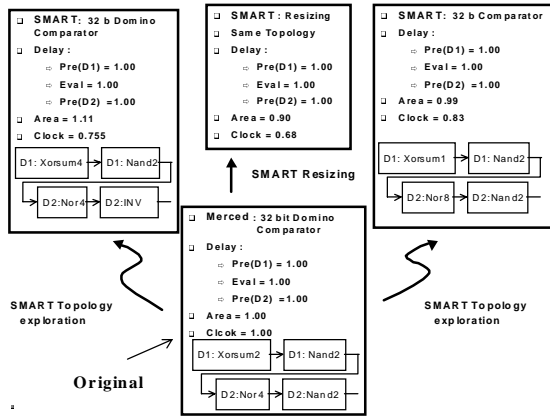 SMART: 32 b Domino
Comparator
Delay:
Pre(D1) = 1.00
Eval = 1.00
Pre(D2) =1.00
Area = 1.11
Clock = 0.755
D1: Xorsum4
D1: Nand2
D2:Nor4
D2:INV
SMART: Resizing
Same Topology
Delay:
Pre(D1) = 1.00
Eval = 1.00
Pre(D2) = 1.00
Area = 0.90
Clock = 0.68
SMART: 32 b Comparator
Delay:
Pre(D1) = 1.00
Eval = 1.00
Pre(D2) =1.00
Area = 0.99
Clock = 0.83
D1: Xorsum1
D1: Nand2
D2:Nor8
D2:Nand2
SMART Resizing
Merced: 32 bit Domino
Comparator
Delay:
Pre(D1) = 1.00
Eval = 1.00
Pre(D2) =1.00
Area = 1.00
Clcok = 1.00
D1: Xorsum2
D1: Nand2
D2:Nor4
D2:Nand2
SMART Topology
exploration
SMART Topology
exploration
Original